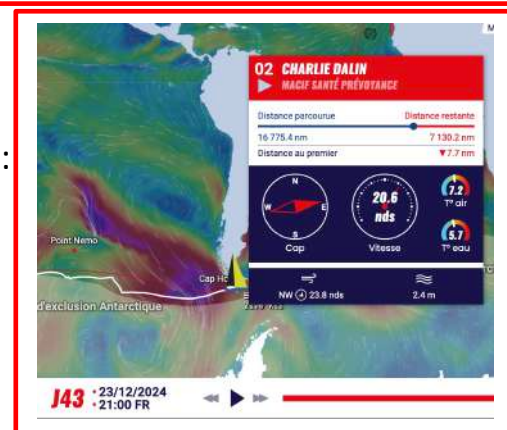 M
02 CHARLIE DALIN
MACIF SANTÉ PRÉVOYANCE
:
Distance parcourue Distance restante
16 775.4 nm 7 130.2 nm
Distance au premier ▼7.7 nm
N
W E
S
Cap
20.6
nds
Vitesse
7.2
T° air
5.7
T° eau
NW 23.8 nds 2.4 m
Point Nemo
Cap Ho
d'exclusion Antarctique
J43 23/12/2024
21:00 FR